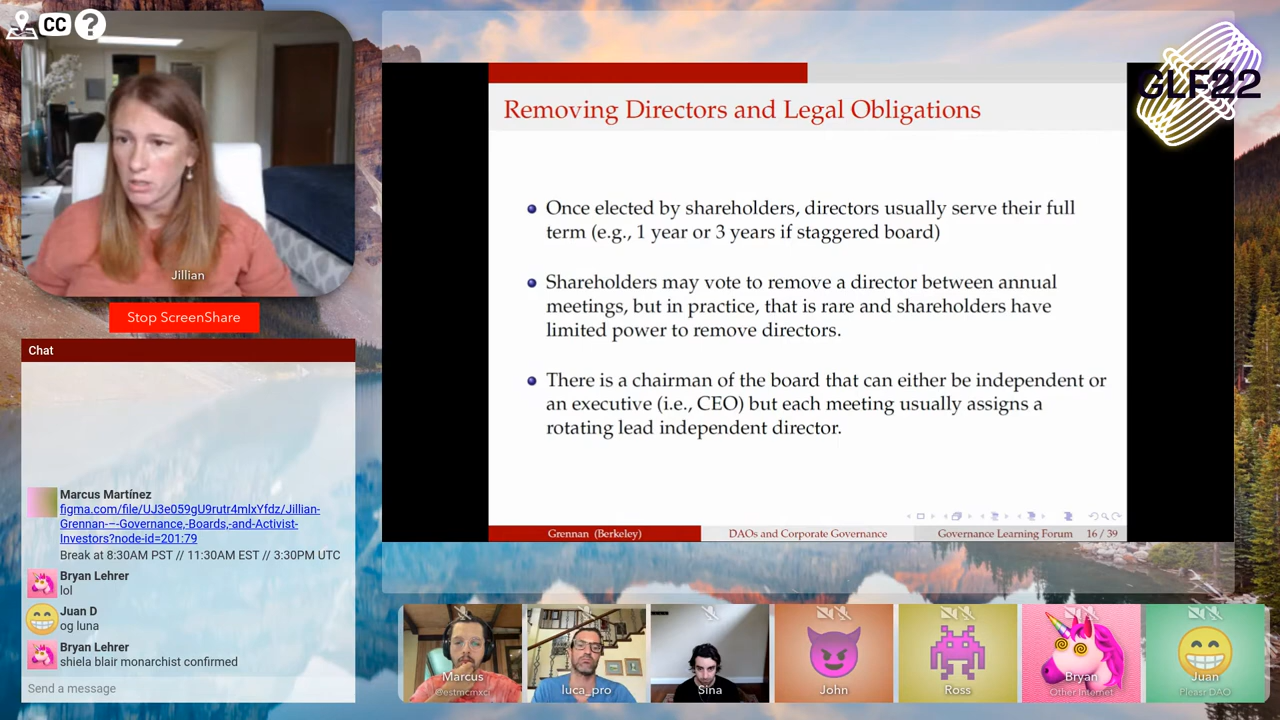 CC
?
Jillian
Stop ScreenShare
Chat
Marcus Martínez
figma.com/file/UJ3e059gU9rutr4mlxYfdz/Jillian-
Grennan-–-Governance,-Boards,-and-Activist-
Investors?node-id=201:79
Break at 8:30AM PST // 11:30AM EST // 3:30PM UTC
Bryan Lehrer
lol
Juan D
og luna
Bryan Lehrer
shiela blair monarchist confirmed
Send a message
GLF22
Removing Directors and Legal Obligations
Once elected by shareholders, directors usually serve their full
term (e.g., 1 year or 3 years if staggered board)
Shareholders may vote to remove a director between annual
meetings, but in practice, that is rare and shareholders have
limited power to remove directors.
There is a chairman of the board that can either be independent or
an executive (i.e., CEO) but each meeting usually assigns a
rotating lead independent director.
Grennan (Berkeley)
DAOs and Corporate Governance
Governance Learning Forum
16 / 39
Marcus
@estmcmxci
luca_pro
Sina
John
Ross
Bryan
Other Internet
Juan
Pleasr DAO